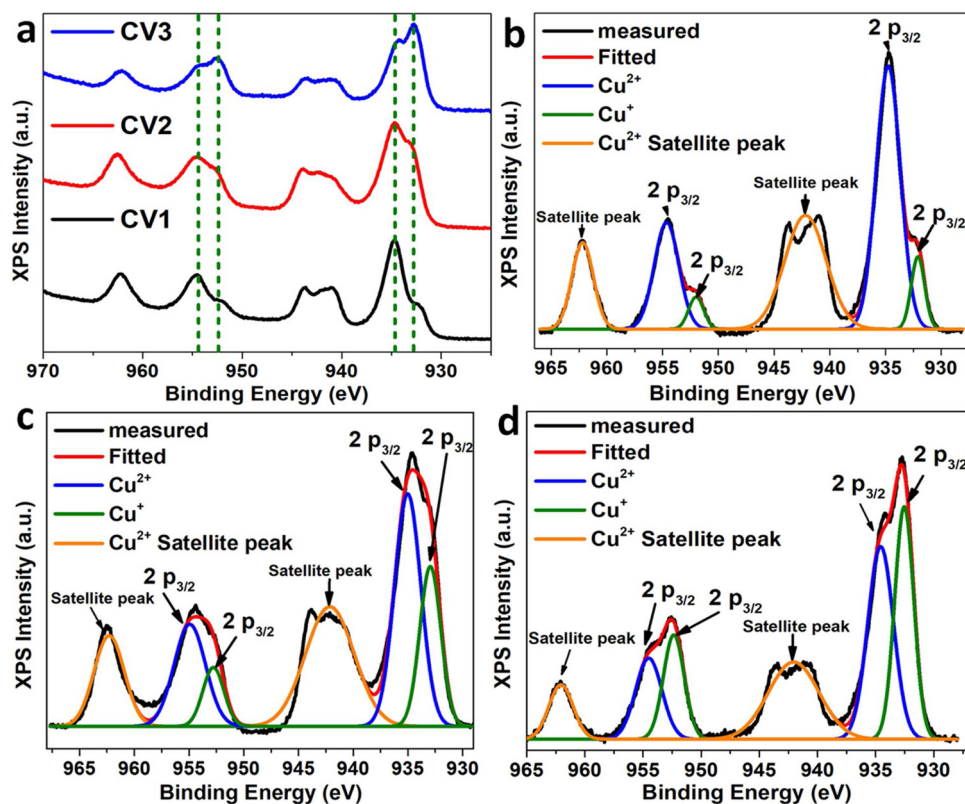 a
CV3
CV2
CV1
XPS Intensity (a.u.)
970 960 950 940 930
Binding Energy (eV)
b
measured
Fitted
Cu²⁺
Cu⁺
Cu²⁺ Satellite peak
2 p₃/₂
2 p₃/₂
2 p₃/₂
2 p₃/₂
Satellite peak
Satellite peak
XPS Intensity (a.u.)
965 960 955 950 945 940 935 930
Binding Energy (eV)
c
measured
Fitted
Cu²⁺
Cu⁺
Cu²⁺ Satellite peak
2 p₃/₂
2 p₃/₂
2 p₃/₂
2 p₃/₂
Satellite peak
Satellite peak
XPS Intensity (a.u.)
965 960 955 950 945 940 935 930
Binding Energy (eV)
d
measured
Fitted
Cu²⁺
Cu⁺
Cu²⁺ Satellite peak
2 p₃/₂
2 p₃/₂
2 p₃/₂
2 p₃/₂
Satellite peak
Satellite peak
XPS Intensity (a.u.)
965 960 955 950 945 940 935 930
Binding Energy (eV)